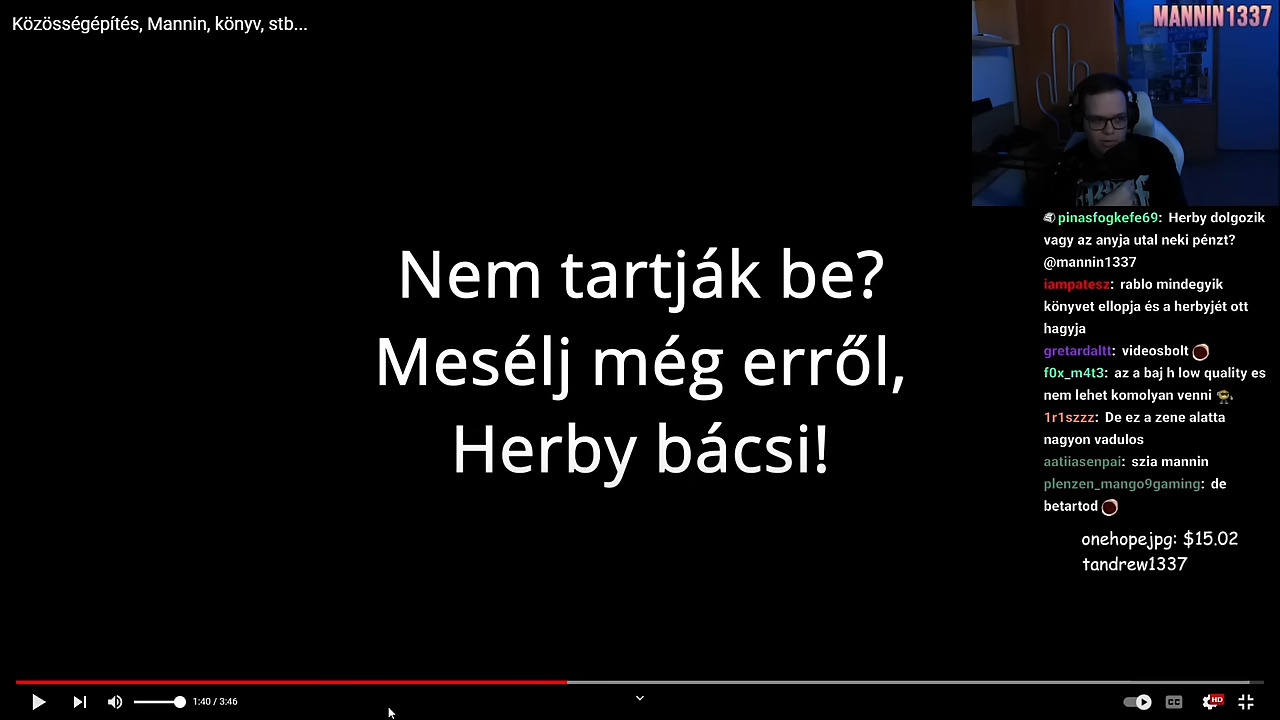 Közösségépítés, Mannin, könyv, stb...
MANNIN1337
Nem tartják be?
Mesélj még erről,
Herby bácsi!
pinasfogkefe69: Herby dolgozik
vagy az anyja utal neki pénzt?
@mannin1337
iampatesz: rablo mindegyik
könyvet ellopja és a herbyjét ott
hagyja
gretardaltt: videosbolt
f0x_m4t3: az a baj h low quality es
nem lehet komolyan venni
1r1szzz: De ez a zene alatta
nagyon vadulos
aatiiasenpai: szia mannin
plenzen_mango9gaming: de
betartod
onehopejpg: $15.02
tandrew1337
1:40 / 3:46
CC
HD